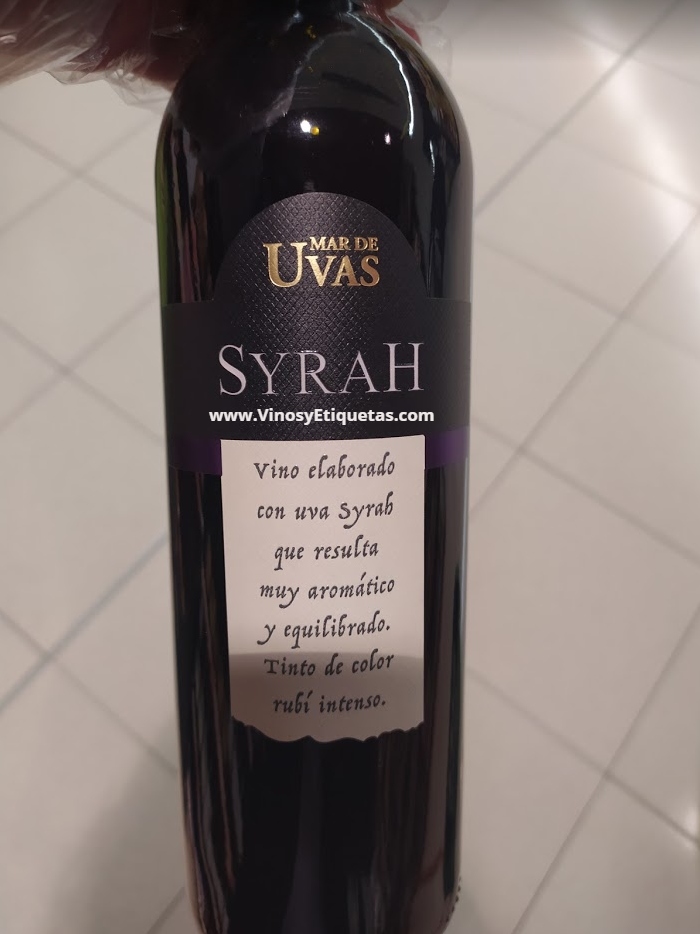 MAR DE
UVAS
SYRAH
www.VinosyEtiquetas.com
Vino elaborado
con uva Syrah
que resulta
muy aromático
y equilibrado.
Tinto de color
rubí intenso.